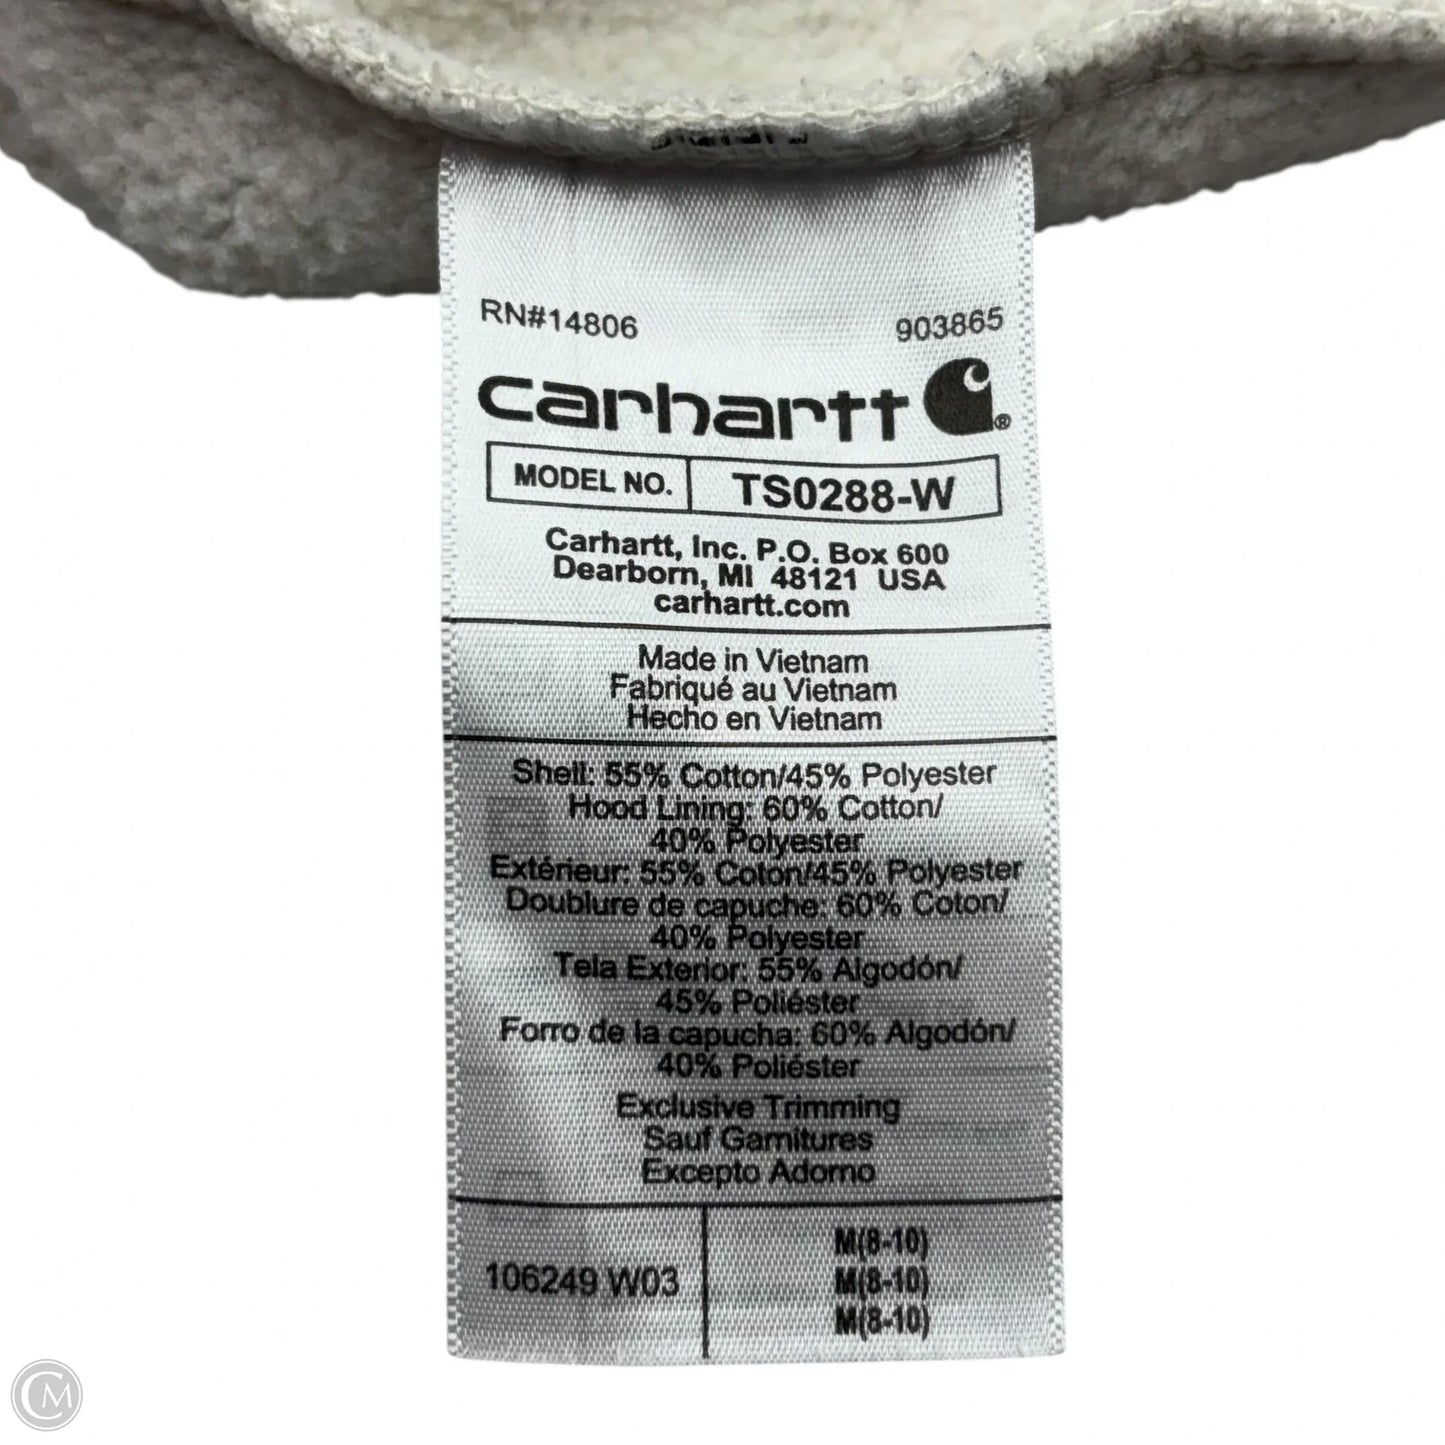 RN#14806 903865
carhartt ®
MODEL NO. TS0288-W
Carhartt, Inc. P.O. Box 600
Dearborn, MI 48121 USA
carhartt.com
Made in Vietnam
Fabriqué au Vietnam
Hecho en Vietnam
Shell: 55% Cotton/45% Polyester
Hood Lining: 60% Cotton/
40% Polyester
Extérieur: 55% Coton/45% Polyester
Doublure de capuche: 60% Coton/
40% Polyester
Tela Exterior: 55% Algodón/
45% Poliéster
Forro de la capucha: 60% Algodón/
40% Poliéster
Exclusive Trimming
Sauf Garnitures
Excepto Adorno
106249 W03
M(8-10)
M(8-10)
M(8-10)
CM